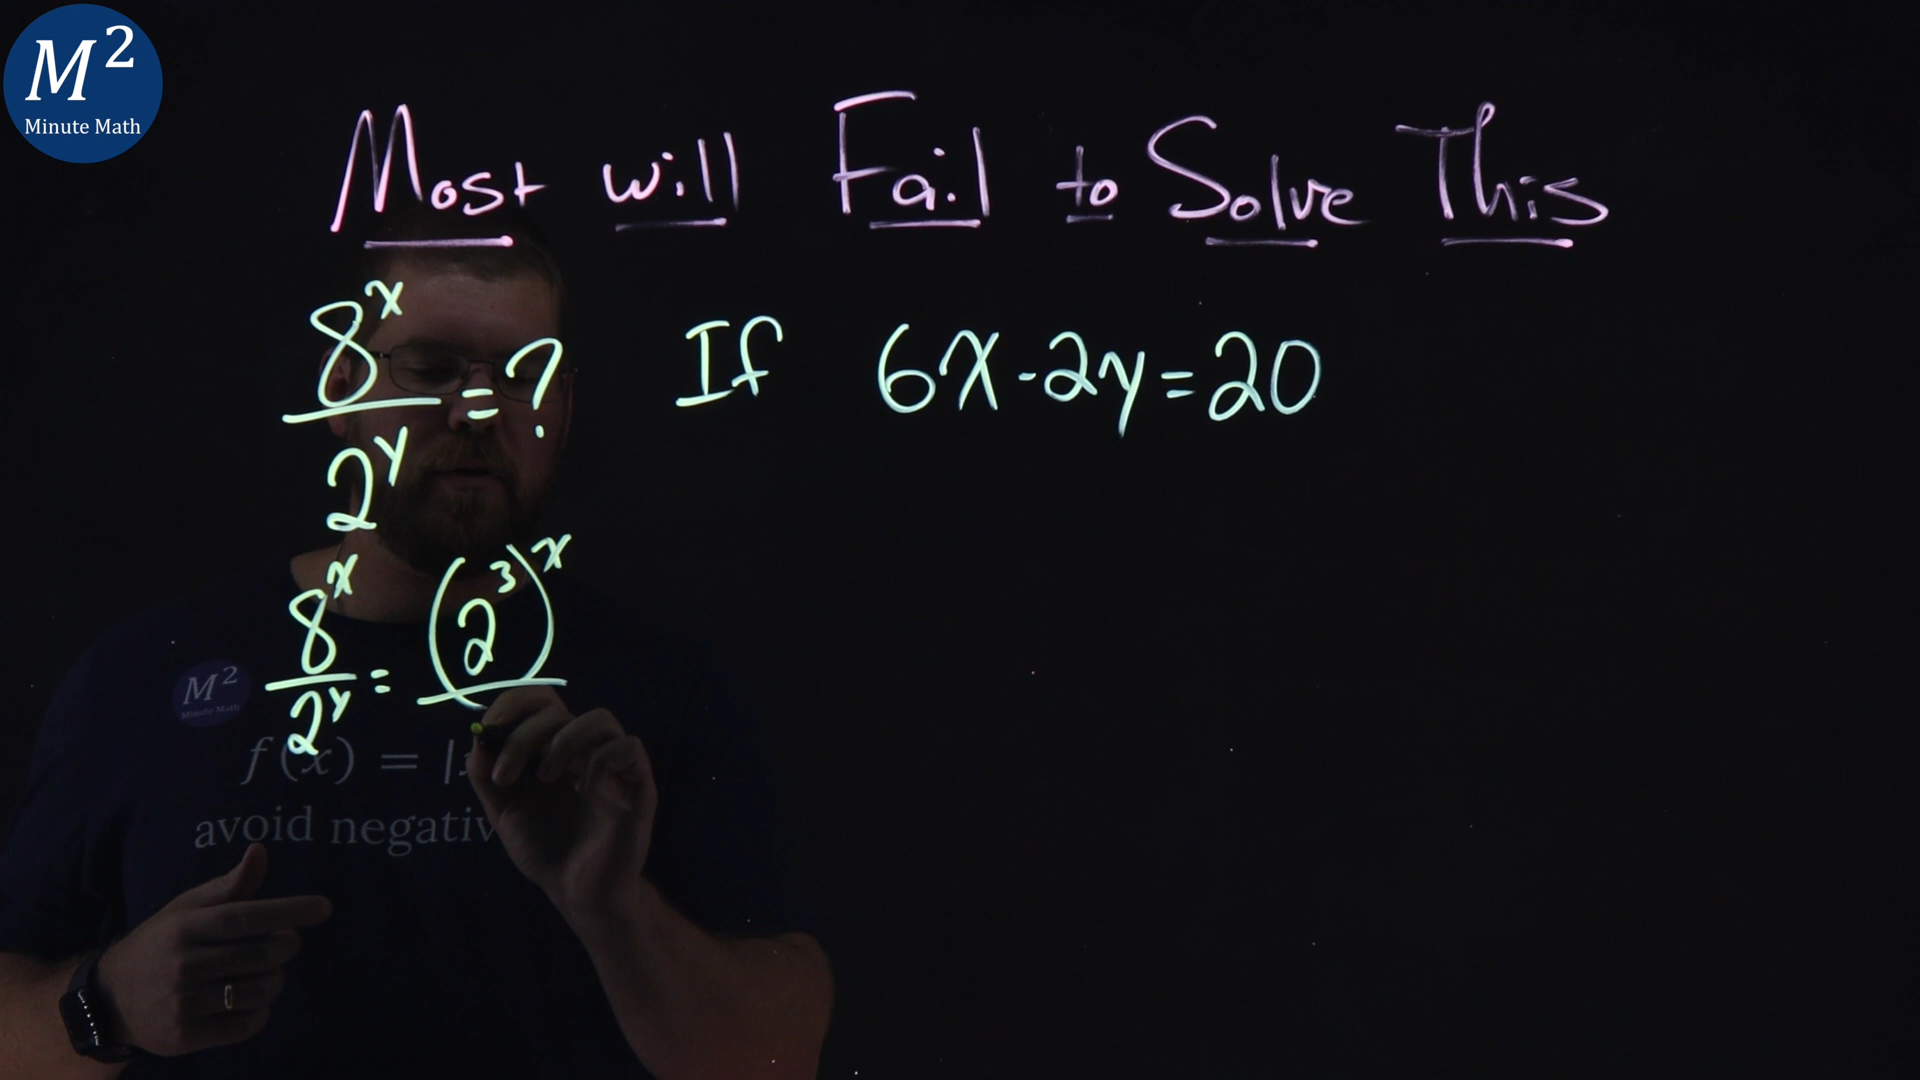 M²
Minute Math
Most will Fail to Solve This
8^x / 2^y = ? If 6x-2y=20
8^x / 2^y = (2^3)^x
M²
Minute Math
f(x) = |
avoid negativ